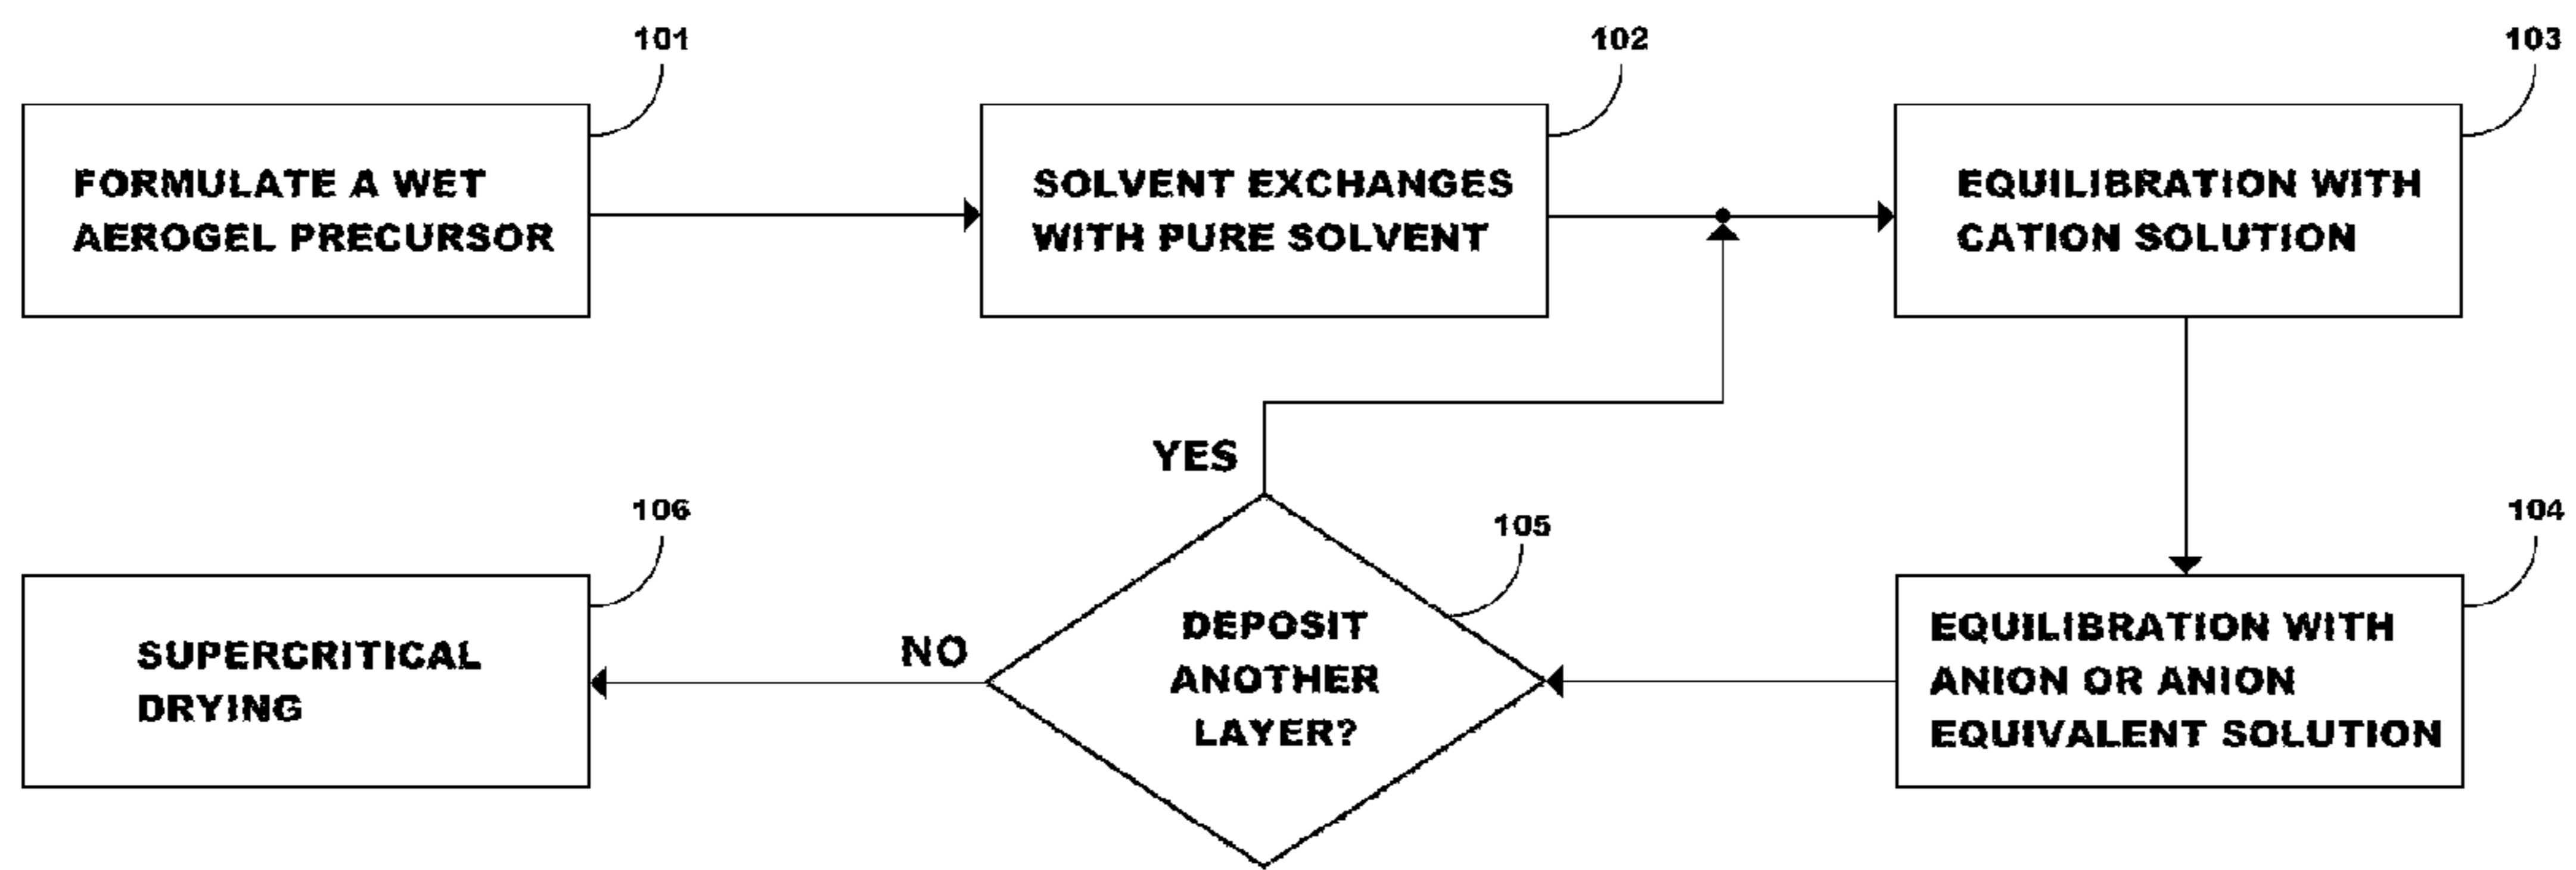 101
FORMULATE A WET
AEROGEL PRECURSOR
102
SOLVENT EXCHANGES
WITH PURE SOLVENT
103
EQUILIBRATION WITH
CATION SOLUTION
104
EQUILIBRATION WITH
ANION OR ANION
EQUIVALENT SOLUTION
105
DEPOSIT
ANOTHER
LAYER?
YES
NO
106
SUPERCRITICAL
DRYING